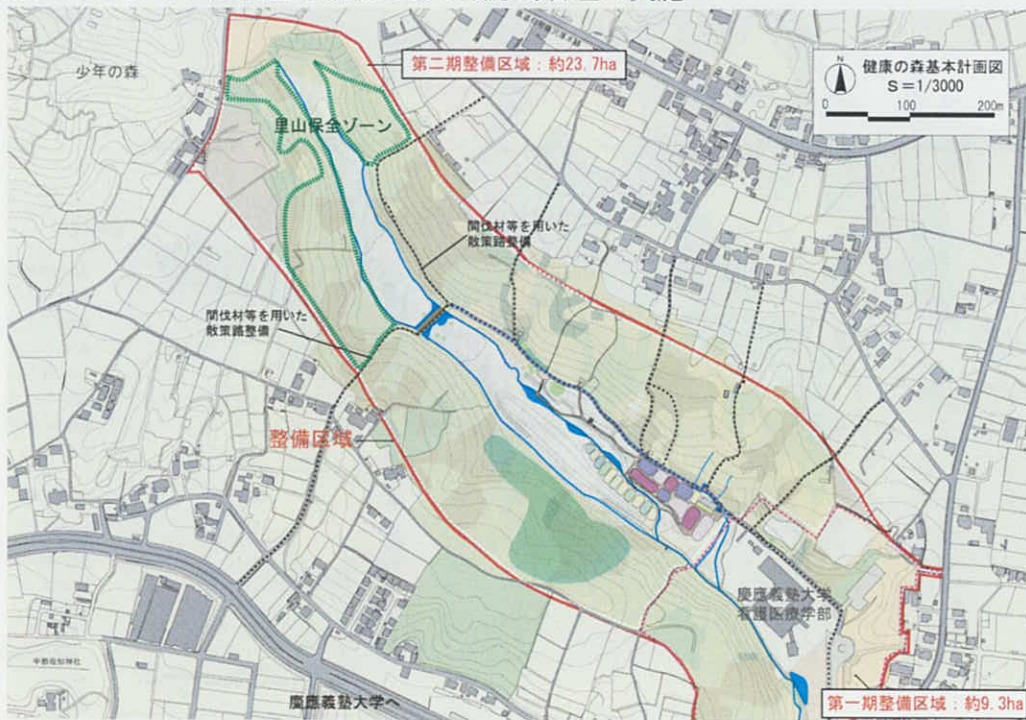 少年の森
第二期整備区域：約23.7ha
健康の森基本計画図
S＝1/3000
N
0 100 200m
里山保全ゾーン
間伐材等を用いた
散策路整備
間伐材等を用いた
散策路整備
整備区域
慶應義塾大学
看護医療学部
慶應義塾大学へ
第一期整備区域：約9.3ha